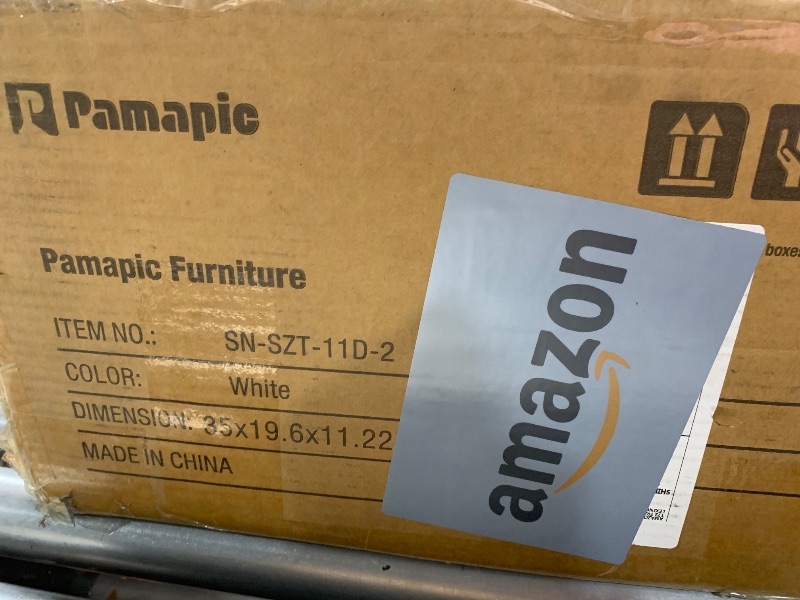 Pamapic
boxes
Pamapic Furniture
ITEM NO.: SN-SZT-11D-2
COLOR: White
DIMENSION: 35x19.6x11.22
MADE IN CHINA
amazon